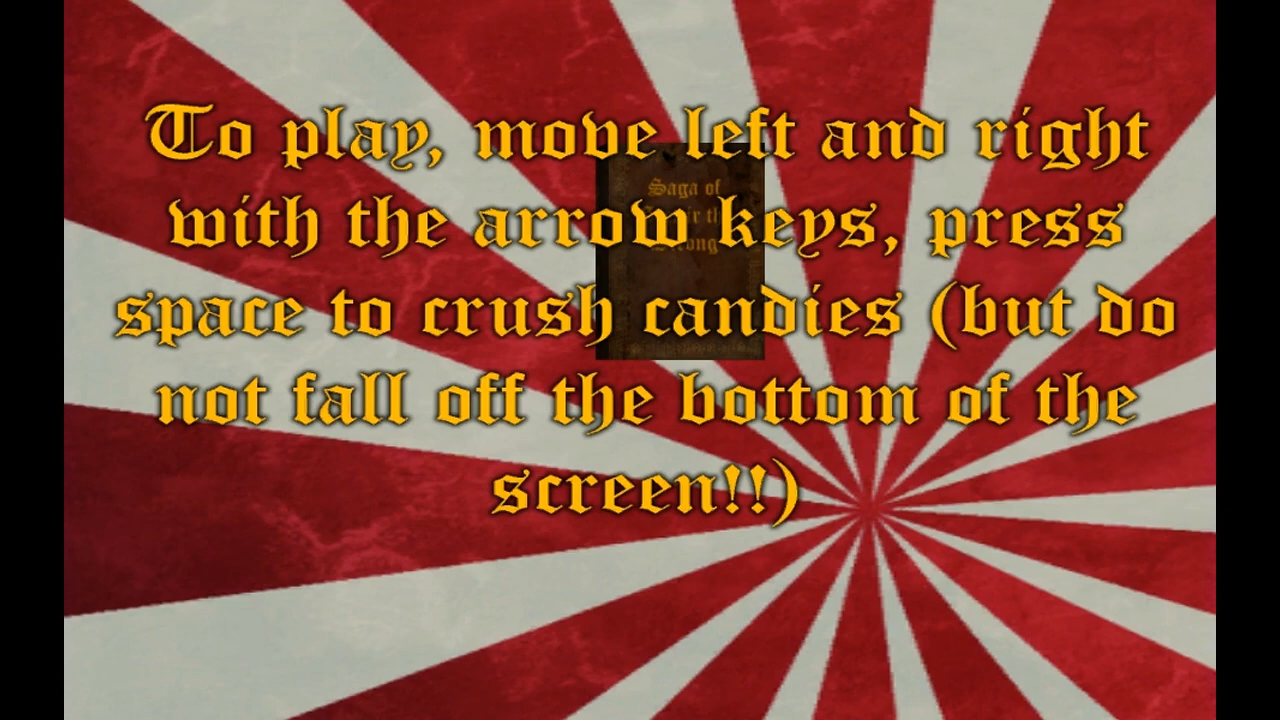 To play, move left and right
with the arrow keys, press
space to crush candies (but do
not fall off the bottom of the
screen!!)
Saga of